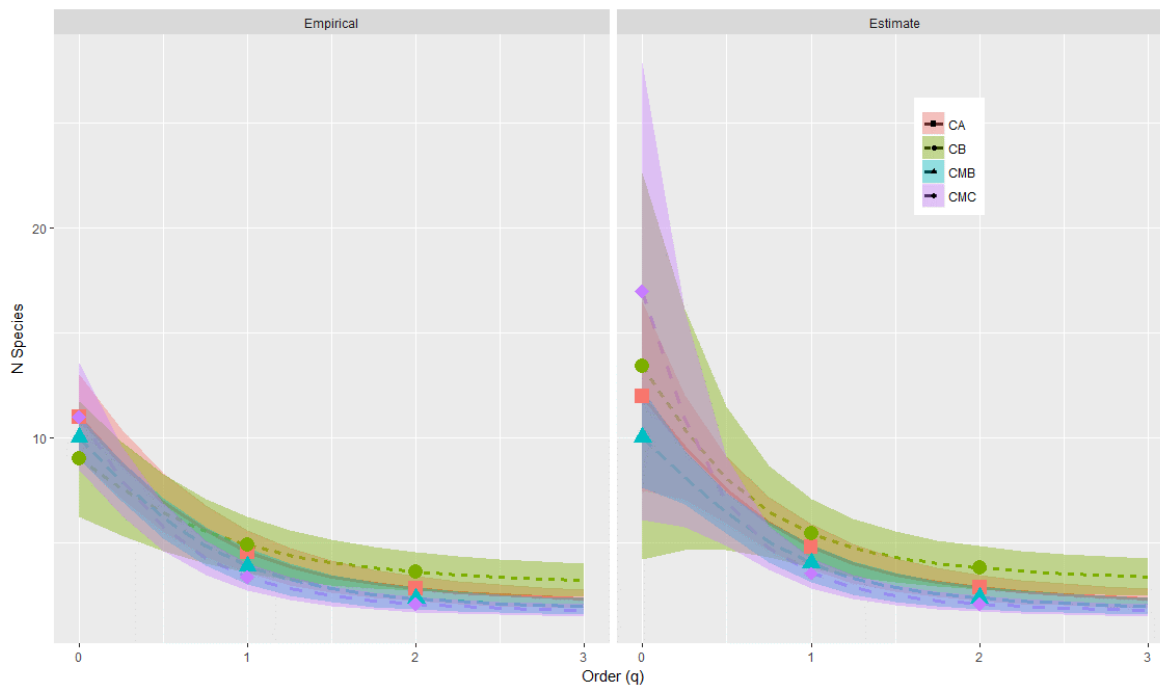 Empirical
Estimate
CA
CB
CMB
CMC
20
10
N Species
0
1
2
3
0
1
2
3
Order (q)